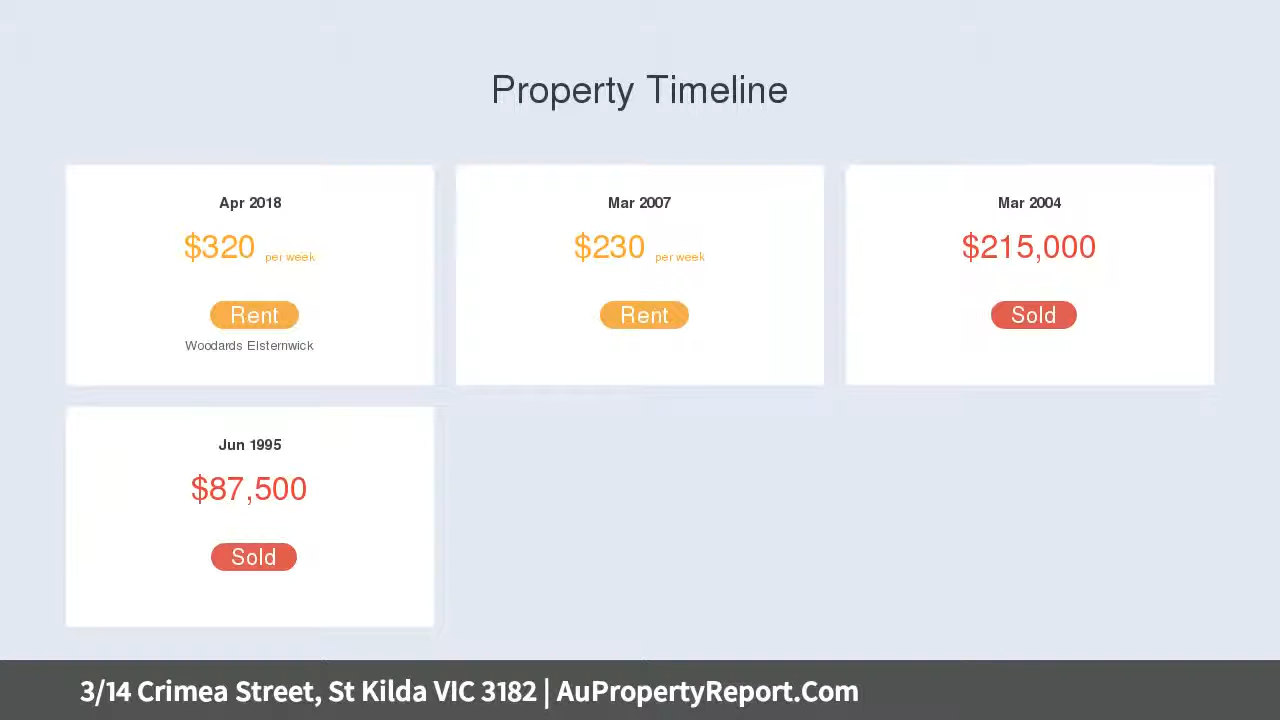 Property Timeline
Apr 2018
$320 per week
Rent
Woodards Elsternwick
Mar 2007
$230 per week
Rent
Mar 2004
$215,000
Sold
Jun 1995
$87,500
Sold
3/14 Crimea Street, St Kilda VIC 3182 | AuPropertyReport.Com